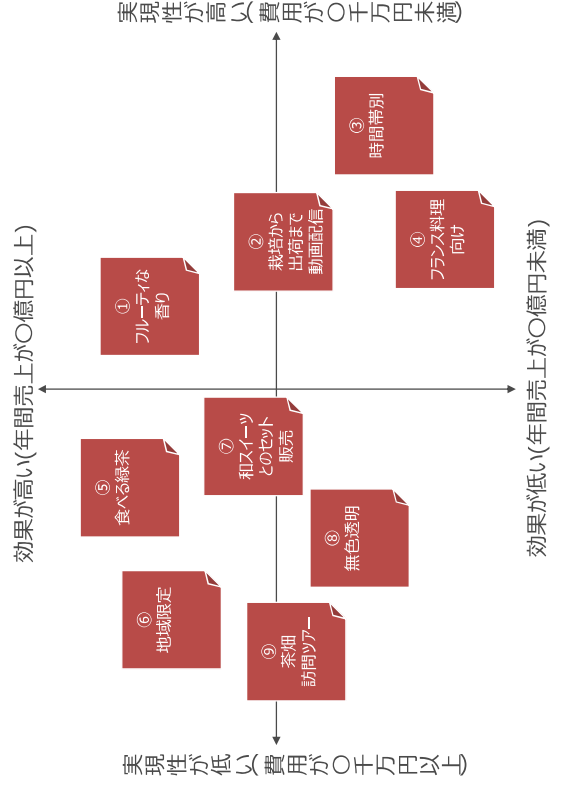 効果が高い(年間売上が〇億円以上)
実現性が低い(費用が〇千万円以上)
実現性が高い(費用が〇千万円未満)
①
フルーティな
香り
②
栽培から
出荷まで
動画配信
③
時間帯別
④
フランス料理
向け
⑤
食べる緑茶
⑥
地域限定
⑦
和スイーツ
とのセット
販売
⑧
無色透明
⑨
茶畑
訪問ツアー
効果が低い(年間売上が〇億円未満)